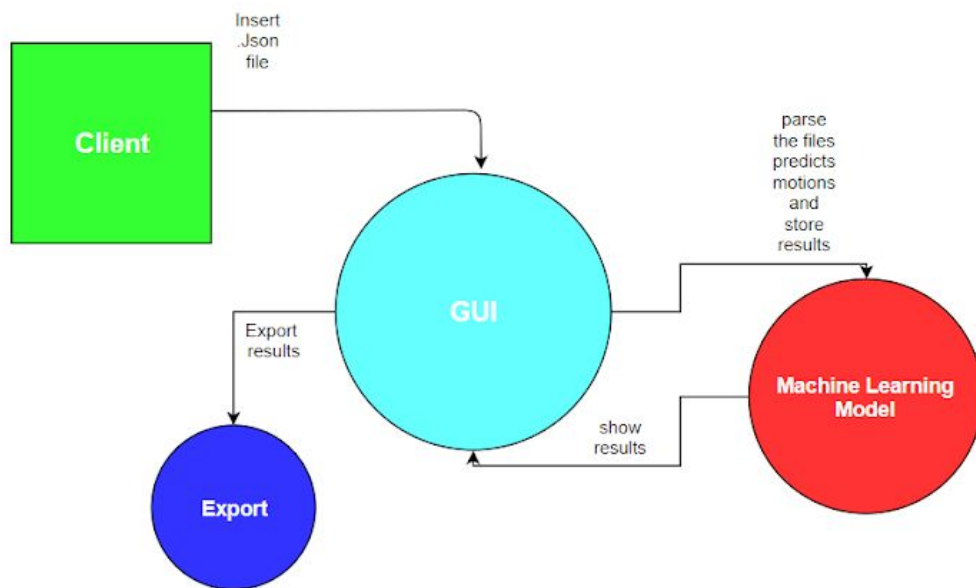 Insert
.Json
file
Client
parse
the files
predicts
motions
and
store
results
GUI
Export
results
Machine Learning
Model
show
results
Export